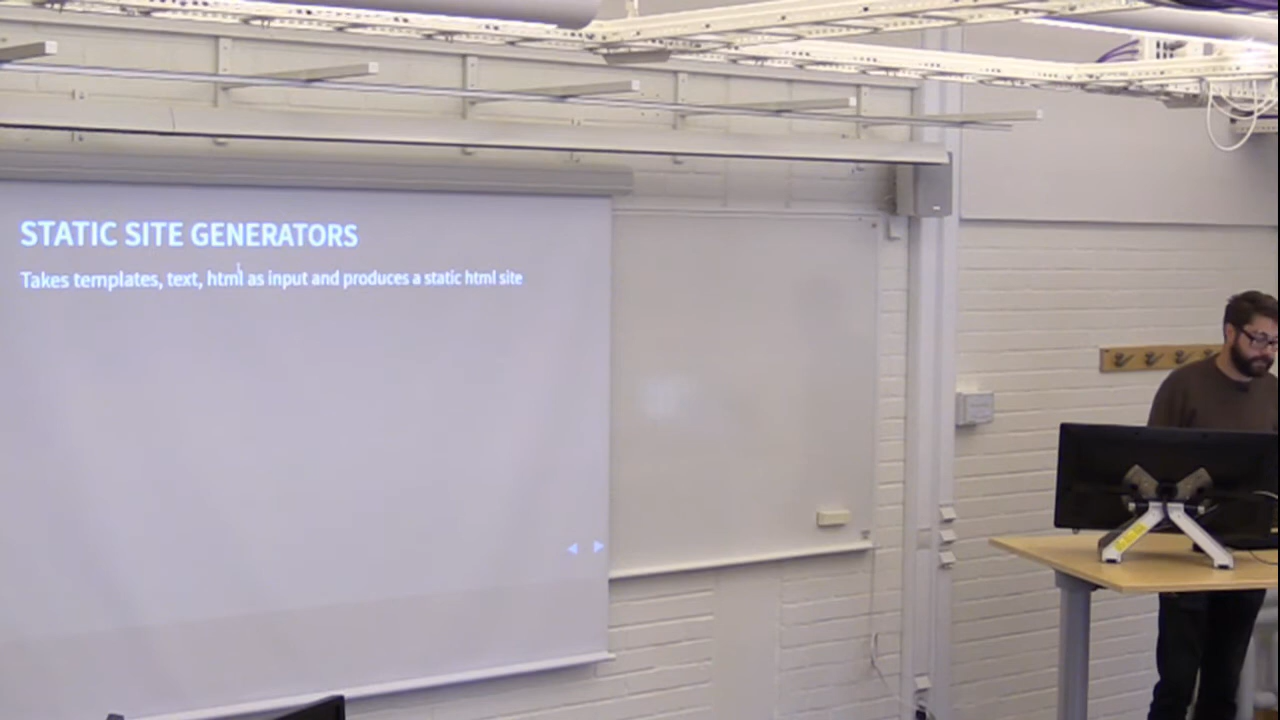 STATIC SITE GENERATORS
Takes templates, text, html as input and produces a static html site